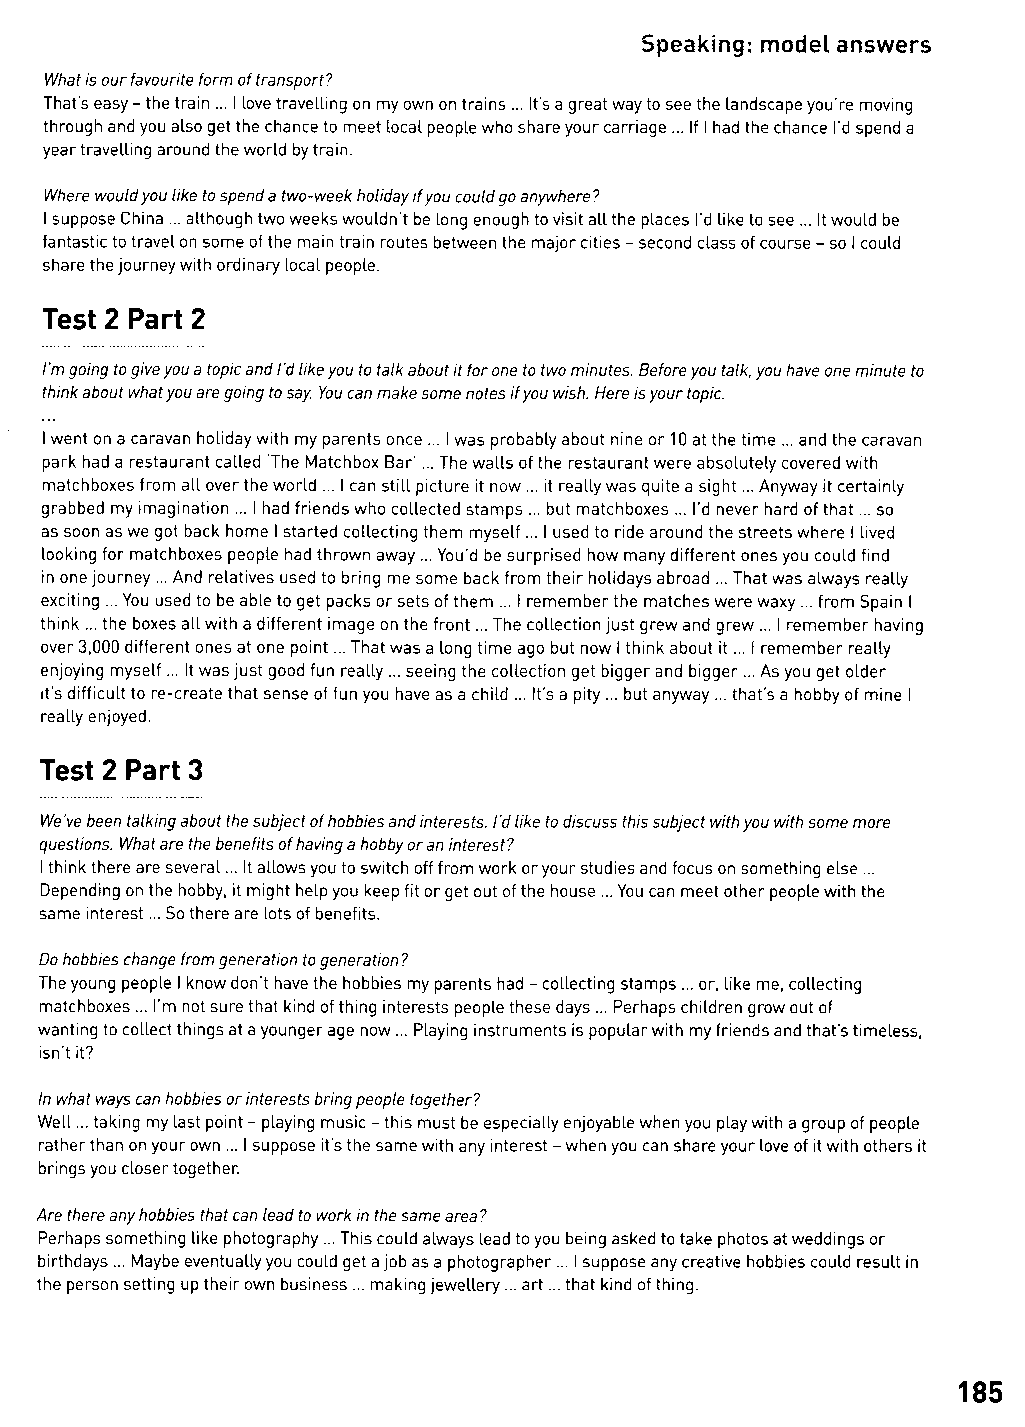 Speaking: model answers
What is our favourite form of transport?
That's easy – the train ... I love travelling on my own on trains ... It's a great way to see the landscape you're moving
through and you also get the chance to meet local people who share your carriage ... If I had the chance I'd spend a
year travelling around the world by train.
Where would you like to spend a two-week holiday if you could go anywhere?
I suppose China ... although two weeks wouldn't be long enough to visit all the places I'd like to see ... It would be
fantastic to travel on some of the main train routes between the major cities – second class of course – so I could
share the journey with ordinary local people.
Test 2 Part 2
I'm going to give you a topic and I'd like you to talk about it for one to two minutes. Before you talk, you have one minute to
think about what you are going to say. You can make some notes if you wish. Here is your topic.
...
I went on a caravan holiday with my parents once ... I was probably about nine or 10 at the time ... and the caravan
park had a restaurant called 'The Matchbox Bar' ... The walls of the restaurant were absolutely covered with
matchboxes from all over the world ... I can still picture it now ... it really was quite a sight ... Anyway it certainly
grabbed my imagination ... I had friends who collected stamps ... but matchboxes ... I'd never hard of that ... so
as soon as we got back home I started collecting them myself ... I used to ride around the streets where I lived
looking for matchboxes people had thrown away ... You'd be surprised how many different ones you could find
in one journey ... And relatives used to bring me some back from their holidays abroad ... That was always really
exciting ... You used to be able to get packs or sets of them ... I remember the matches were waxy ... from Spain I
think ... the boxes all with a different image on the front ... The collection just grew and grew ... I remember having
over 3,000 different ones at one point ... That was a long time ago but now I think about it ... I remember really
enjoying myself ... It was just good fun really ... seeing the collection get bigger and bigger ... As you get older
it's difficult to re-create that sense of fun you have as a child ... It's a pity ... but anyway ... that's a hobby of mine I
really enjoyed.
Test 2 Part 3
We've been talking about the subject of hobbies and interests. I'd like to discuss this subject with you with some more
questions. What are the benefits of having a hobby or an interest?
I think there are several ... It allows you to switch off from work or your studies and focus on something else ...
Depending on the hobby, it might help you keep fit or get out of the house ... You can meet other people with the
same interest ... So there are lots of benefits.
Do hobbies change from generation to generation?
The young people I know don't have the hobbies my parents had – collecting stamps ... or, like me, collecting
matchboxes ... I'm not sure that kind of thing interests people these days ... Perhaps children grow out of
wanting to collect things at a younger age now ... Playing instruments is popular with my friends and that's timeless,
isn't it?
In what ways can hobbies or interests bring people together?
Well ... taking my last point – playing music – this must be especially enjoyable when you play with a group of people
rather than on your own ... I suppose it's the same with any interest – when you can share your love of it with others it
brings you closer together.
Are there any hobbies that can lead to work in the same area?
Perhaps something like photography ... This could always lead to you being asked to take photos at weddings or
birthdays ... Maybe eventually you could get a job as a photographer ... I suppose any creative hobbies could result in
the person setting up their own business ... making jewellery ... art ... that kind of thing.
185